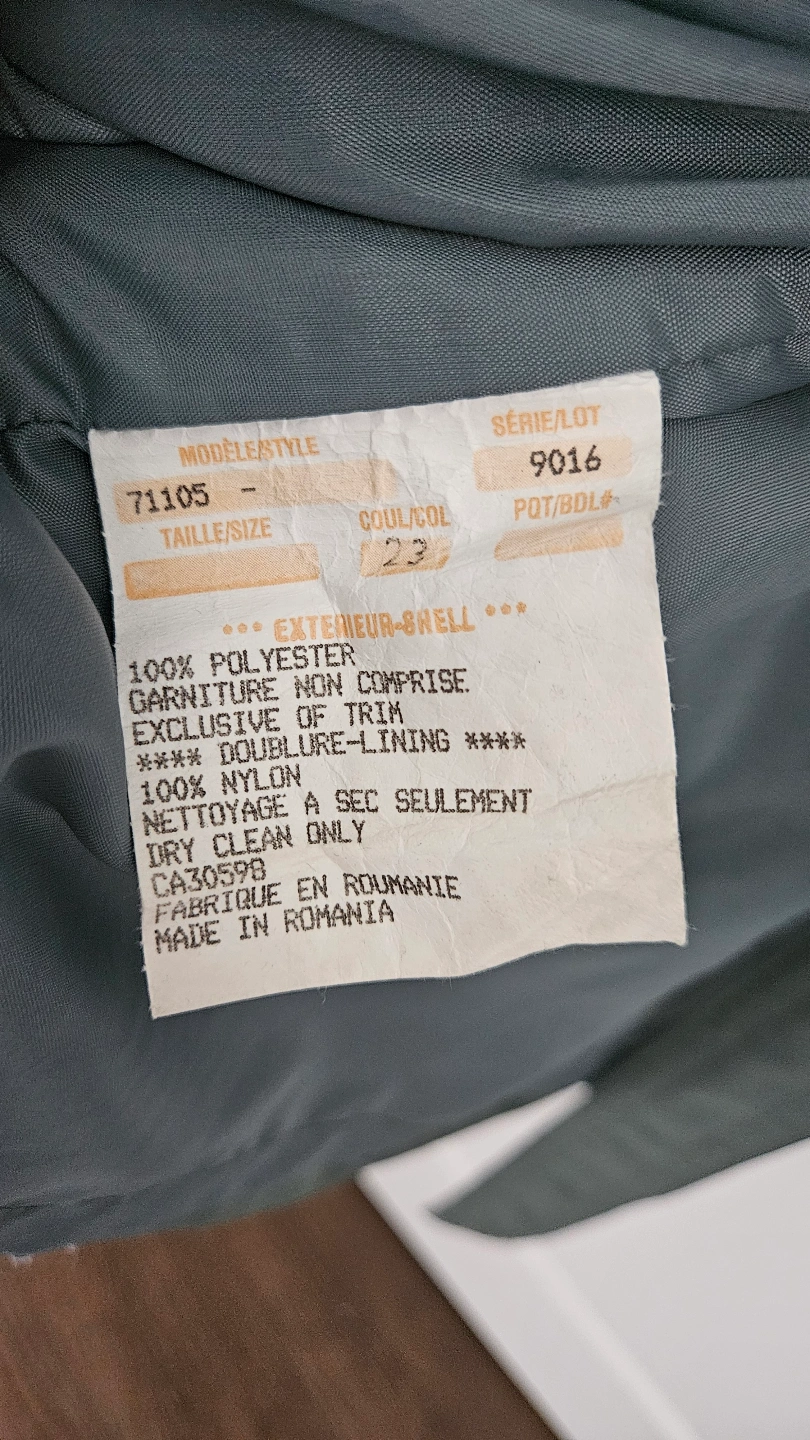 MODÈLE/STYLE SÉRIE/LOT
71105 - 9016
TAILLE/SIZE COUL/COL PQT/BDL#
23
*** EXTERIEUR-SHELL ***
100% POLYESTER
GARNITURE NON COMPRISE
EXCLUSIVE OF TRIM
**** DOUBLURE-LINING ****
100% NYLON
NETTOYAGE A SEC SEULEMENT
DRY CLEAN ONLY
CA30598
FABRIQUE EN ROUMANIE
MADE IN ROMANIA